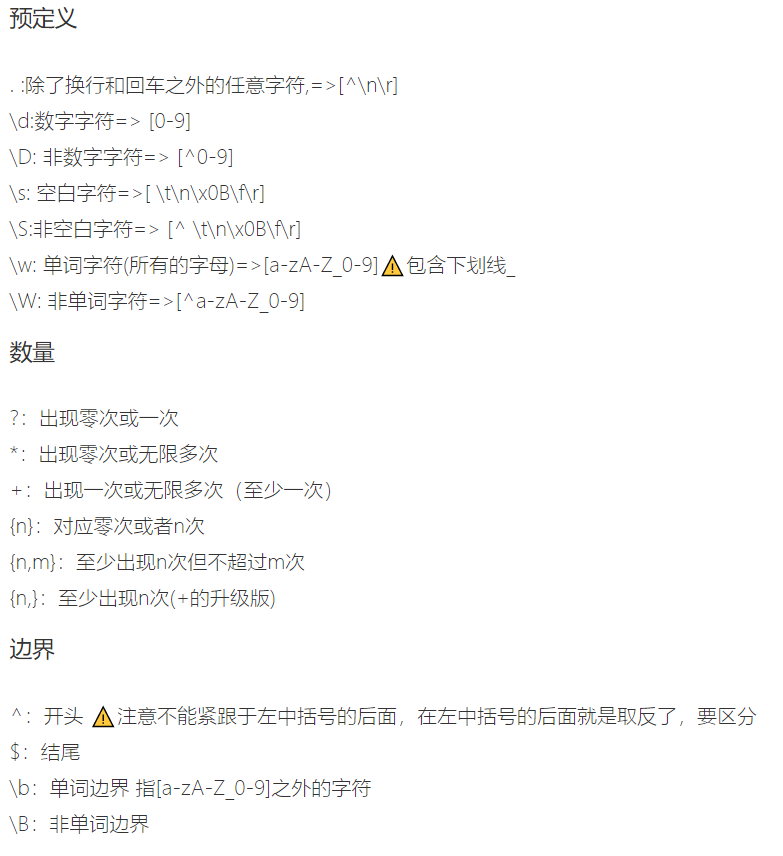 预定义
. :除了换行和回车之外的任意字符,=>[^\n\r]
\d:数字字符=> [0-9]
\D: 非数字字符=> [^0-9]
\s: 空白字符=>[ \t\n\x0B\f\r]
\S:非空白字符=> [^ \t\n\x0B\f\r]
\w: 单词字符(所有的字母)=>[a-zA-Z_0-9]⚠️包含下划线_
\W: 非单词字符=>[^a-zA-Z_0-9]
数量
?：出现零次或一次
*：出现零次或无限多次
+：出现一次或无限多次（至少一次）
{n}：对应零次或者n次
{n,m}：至少出现n次但不超过m次
{n,}：至少出现n次(+的升级版)
边界
^：开头 ⚠️注意不能紧跟于左中括号的后面，在左中括号的后面就是取反了，要区分
$：结尾
\b：单词边界 指[a-zA-Z_0-9]之外的字符
\B：非单词边界